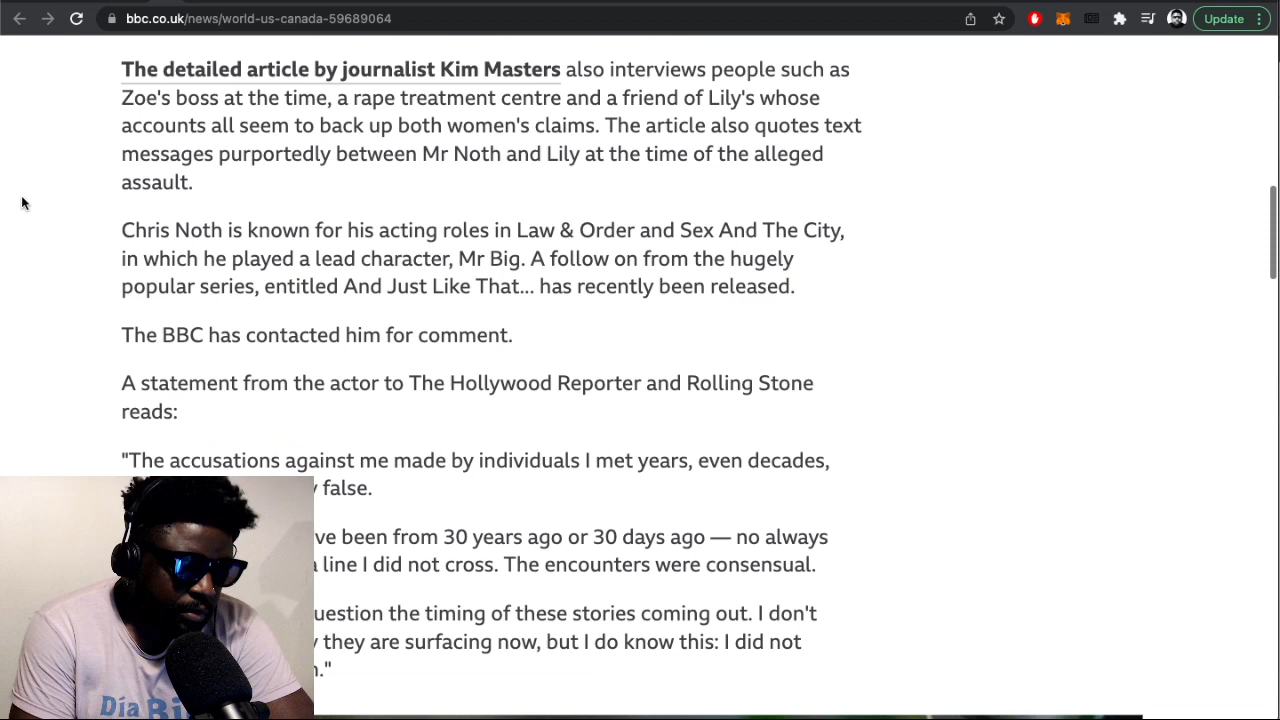 bbc.co.uk/news/world-us-canada-59689064
Update
The detailed article by journalist Kim Masters also interviews people such as
Zoe's boss at the time, a rape treatment centre and a friend of Lily's whose
accounts all seem to back up both women's claims. The article also quotes text
messages purportedly between Mr Noth and Lily at the time of the alleged
assault.
Chris Noth is known for his acting roles in Law & Order and Sex And The City,
in which he played a lead character, Mr Big. A follow on from the hugely
popular series, entitled And Just Like That... has recently been released.
The BBC has contacted him for comment.
A statement from the actor to The Hollywood Reporter and Rolling Stone
reads:
"The accusations against me made by individuals I met years, even decades,
false.
ve been from 30 years ago or 30 days ago — no always
line I did not cross. The encounters were consensual.
uestion the timing of these stories coming out. I don't
they are surfacing now, but I do know this: I did not
."
Día